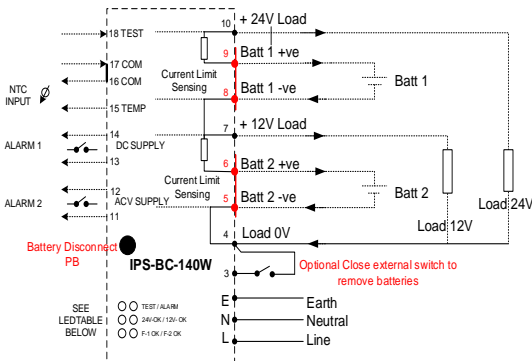 10 + 24V Load
18 TEST
9 Batt 1 +ve
17 COM
Current Limit
Sensing
Batt 1
16 COM
NTC
INPUT
8 Batt 1 -ve
15 TEMP
7 + 12V Load
14
ALARM 1
DC SUPPLY
13
6 Batt 2 +ve
Current Limit
Sensing
Batt 2
12
ALARM 2
ACV SUPPLY
11
5 Batt 2 -ve
Load 12V
Load 24V
4 Load 0V
Battery Disconnect
PB
IPS-BC-140W
Optional Close external switch to
remove batteries
3
E Earth
N Neutral
L Line
SEE
LEDTABLE
BELOW
TEST / ALARM
24V-OK / 12V- OK
F-1 OK / F-2 OK